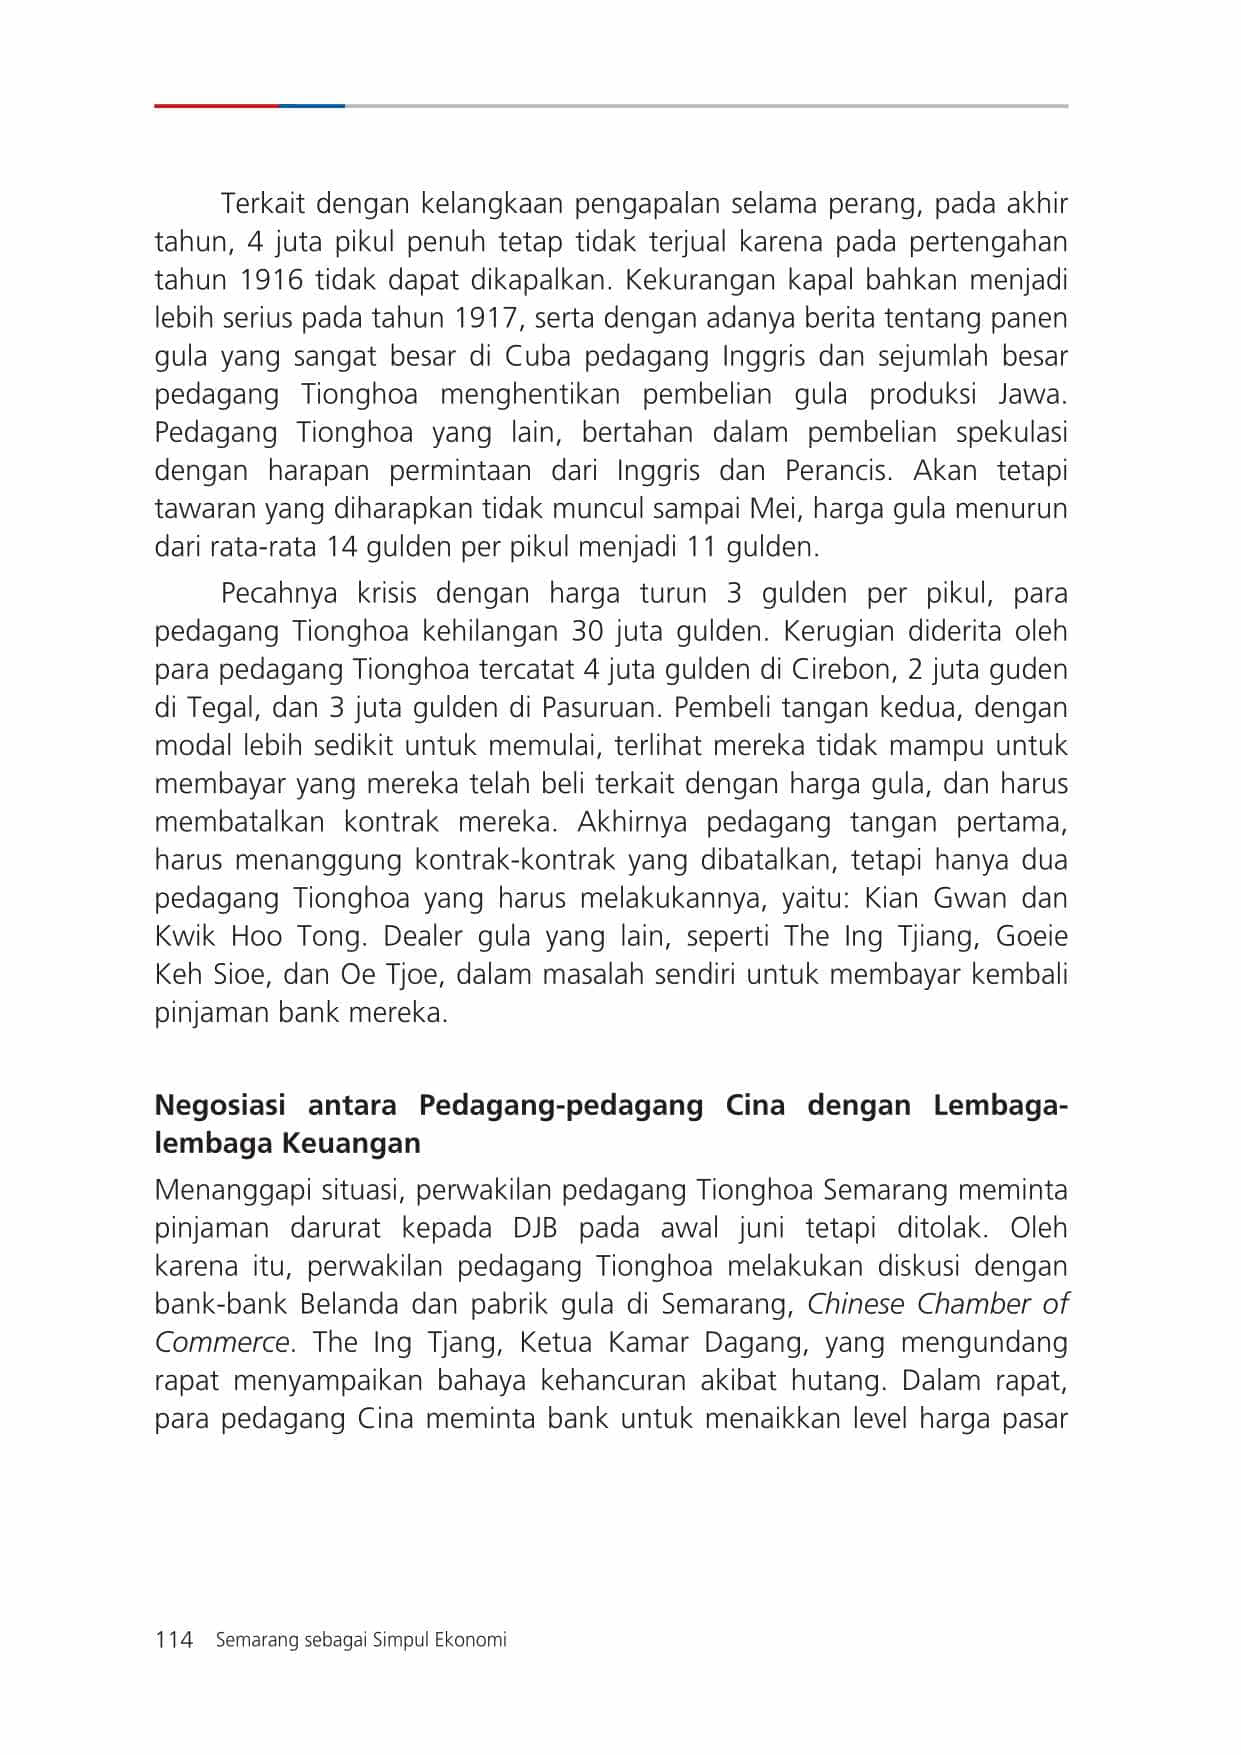 Terkait dengan kelangkaan pengapalan selama perang, pada akhir
tahun, 4 juta pikul penuh tetap tidak terjual karena pada pertengahan
tahun 1916 tidak dapat dikapalkan. Kekurangan kapal bahkan menjadi
lebih serius pada tahun 1917, serta dengan adanya berita tentang panen
gula yang sangat besar di Cuba pedagang Inggris dan sejumlah besar
pedagang Tionghoa menghentikan pembelian gula produksi Jawa.
Pedagang Tionghoa yang lain, bertahan dalam pembelian spekulasi
dengan harapan permintaan dari Inggris dan Perancis. Akan tetapi
tawaran yang diharapkan tidak muncul sampai Mei, harga gula menurun
dari rata-rata 14 gulden per pikul menjadi 11 gulden.
Pecahnya krisis dengan harga turun 3 gulden per pikul, para
pedagang Tionghoa kehilangan 30 juta gulden. Kerugian diderita oleh
para pedagang Tionghoa tercatat 4 juta gulden di Cirebon, 2 juta guden
di Tegal, dan 3 juta gulden di Pasuruan. Pembeli tangan kedua, dengan
modal lebih sedikit untuk memulai, terlihat mereka tidak mampu untuk
membayar yang mereka telah beli terkait dengan harga gula, dan harus
membatalkan kontrak mereka. Akhirnya pedagang tangan pertama,
harus menanggung kontrak-kontrak yang dibatalkan, tetapi hanya dua
pedagang Tionghoa yang harus melakukannya, yaitu: Kian Gwan dan
Kwik Hoo Tong. Dealer gula yang lain, seperti The Ing Tjiang, Goeie
Keh Sioe, dan Oe Tjoe, dalam masalah sendiri untuk membayar kembali
pinjaman bank mereka.
Negosiasi antara Pedagang-pedagang Cina dengan Lembaga-
lembaga Keuangan
Menanggapi situasi, perwakilan pedagang Tionghoa Semarang meminta
pinjaman darurat kepada DJB pada awal juni tetapi ditolak. Oleh
karena itu, perwakilan pedagang Tionghoa melakukan diskusi dengan
bank-bank Belanda dan pabrik gula di Semarang, Chinese Chamber of
Commerce. The Ing Tjang, Ketua Kamar Dagang, yang mengundang
rapat menyampaikan bahaya kehancuran akibat hutang. Dalam rapat,
para pedagang Cina meminta bank untuk menaikkan level harga pasar
114 Semarang sebagai Simpul Ekonomi